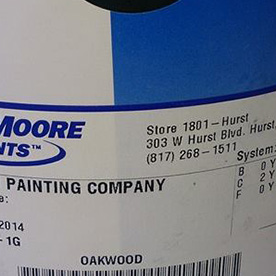 MOORE
NTS™
Store 1801-Hurst
303 W Hurst Blvd. Hurst,
(817) 268-1511
System:
PAINTING COMPANY
B 0 Y
C 2 Y
F 0 Y
a:
2014
- 1G
OAKWOOD